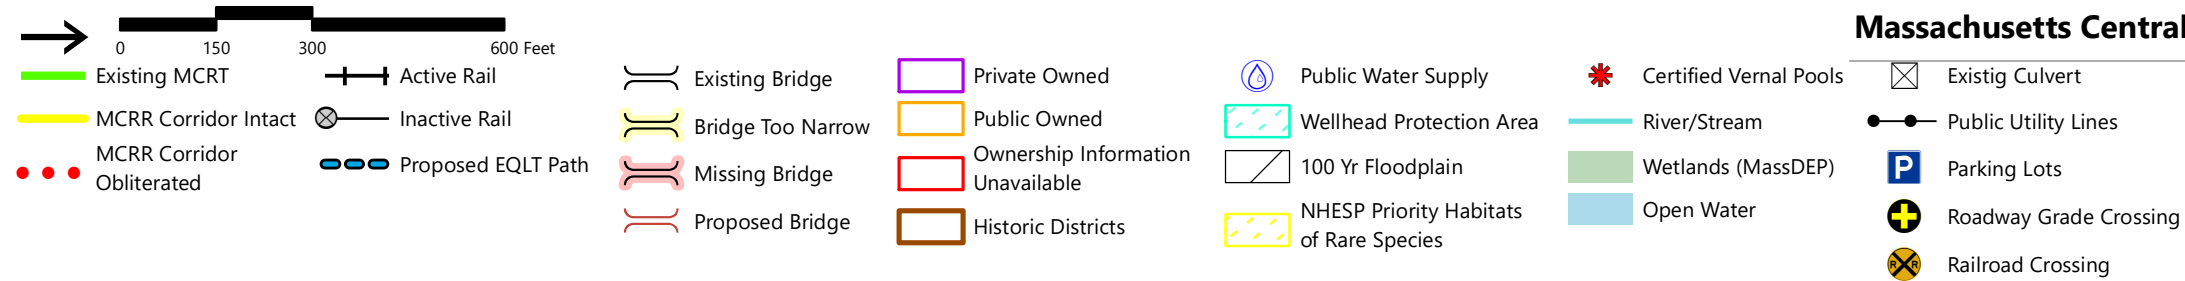 Massachusetts Central
0 150 300 600 Feet
Existing MCRT
MCRR Corridor Intact
MCRR Corridor
Obliterated
Active Rail
Inactive Rail
Proposed EQLT Path
Existing Bridge
Bridge Too Narrow
Missing Bridge
Proposed Bridge
Private Owned
Public Owned
Ownership Information
Unavailable
Historic Districts
Public Water Supply
Wellhead Protection Area
100 Yr Floodplain
NHESP Priority Habitats
of Rare Species
Certified Vernal Pools
River/Stream
Wetlands (MassDEP)
Open Water
Existig Culvert
Public Utility Lines
P
Parking Lots
Roadway Grade Crossing
R R
Railroad Crossing